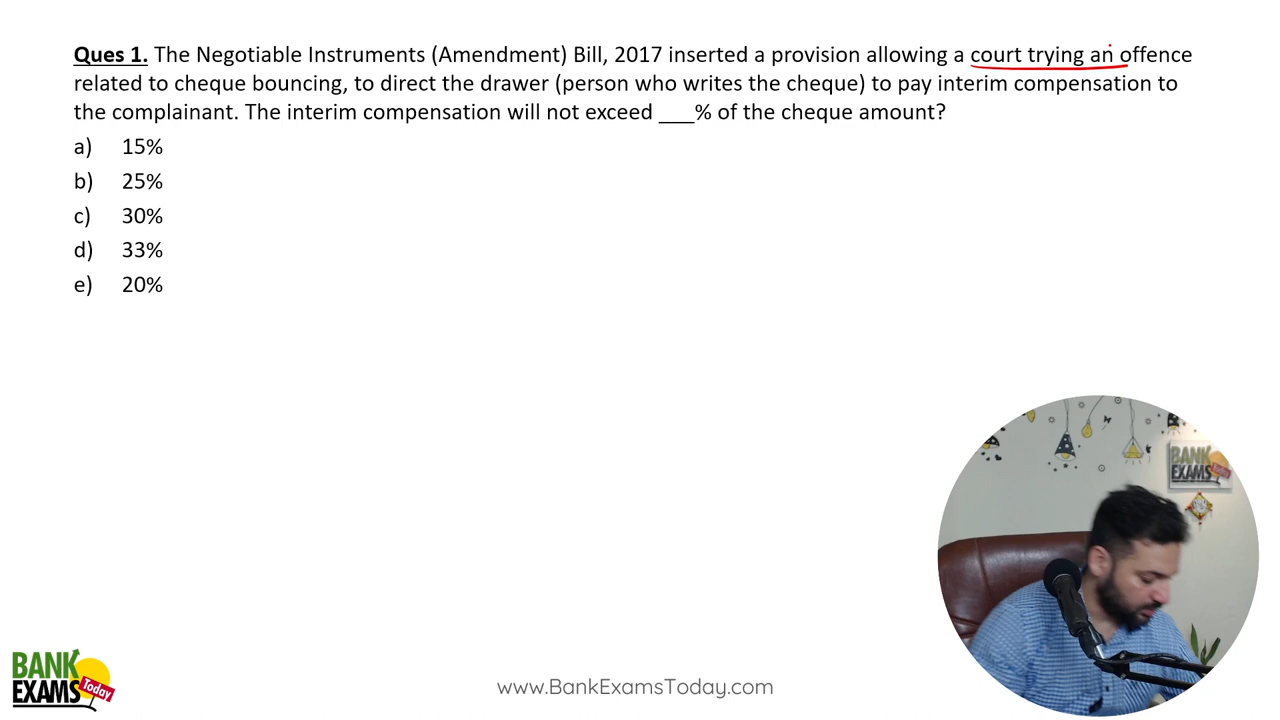 Ques 1. The Negotiable Instruments (Amendment) Bill, 2017 inserted a provision allowing a court trying an offence
related to cheque bouncing, to direct the drawer (person who writes the cheque) to pay interim compensation to
the complainant. The interim compensation will not exceed ___% of the cheque amount?
a) 15%
b) 25%
c) 30%
d) 33%
e) 20%
BANK
EXAMS
Today
BANK
EXAMS
Today
www.BankExamsToday.com